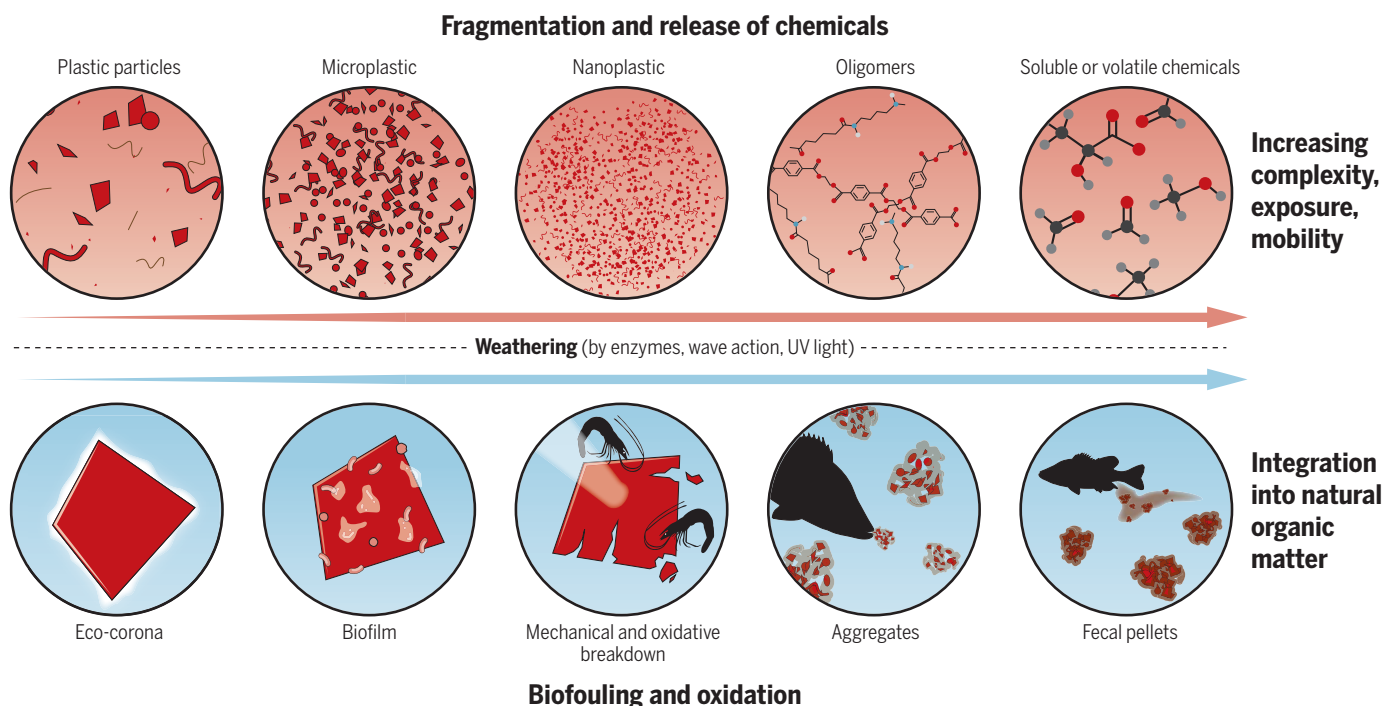 Fragmentation and release of chemicals
Plastic particles
Microplastic
Nanoplastic
Oligomers
Soluble or volatile chemicals
Increasing
complexity,
exposure,
mobility
Weathering (by enzymes, wave action, UV light)
Integration
into natural
organic
matter
Eco-corona
Biofilm
Mechanical and oxidative
breakdown
Aggregates
Fecal pellets
Biofouling and oxidation